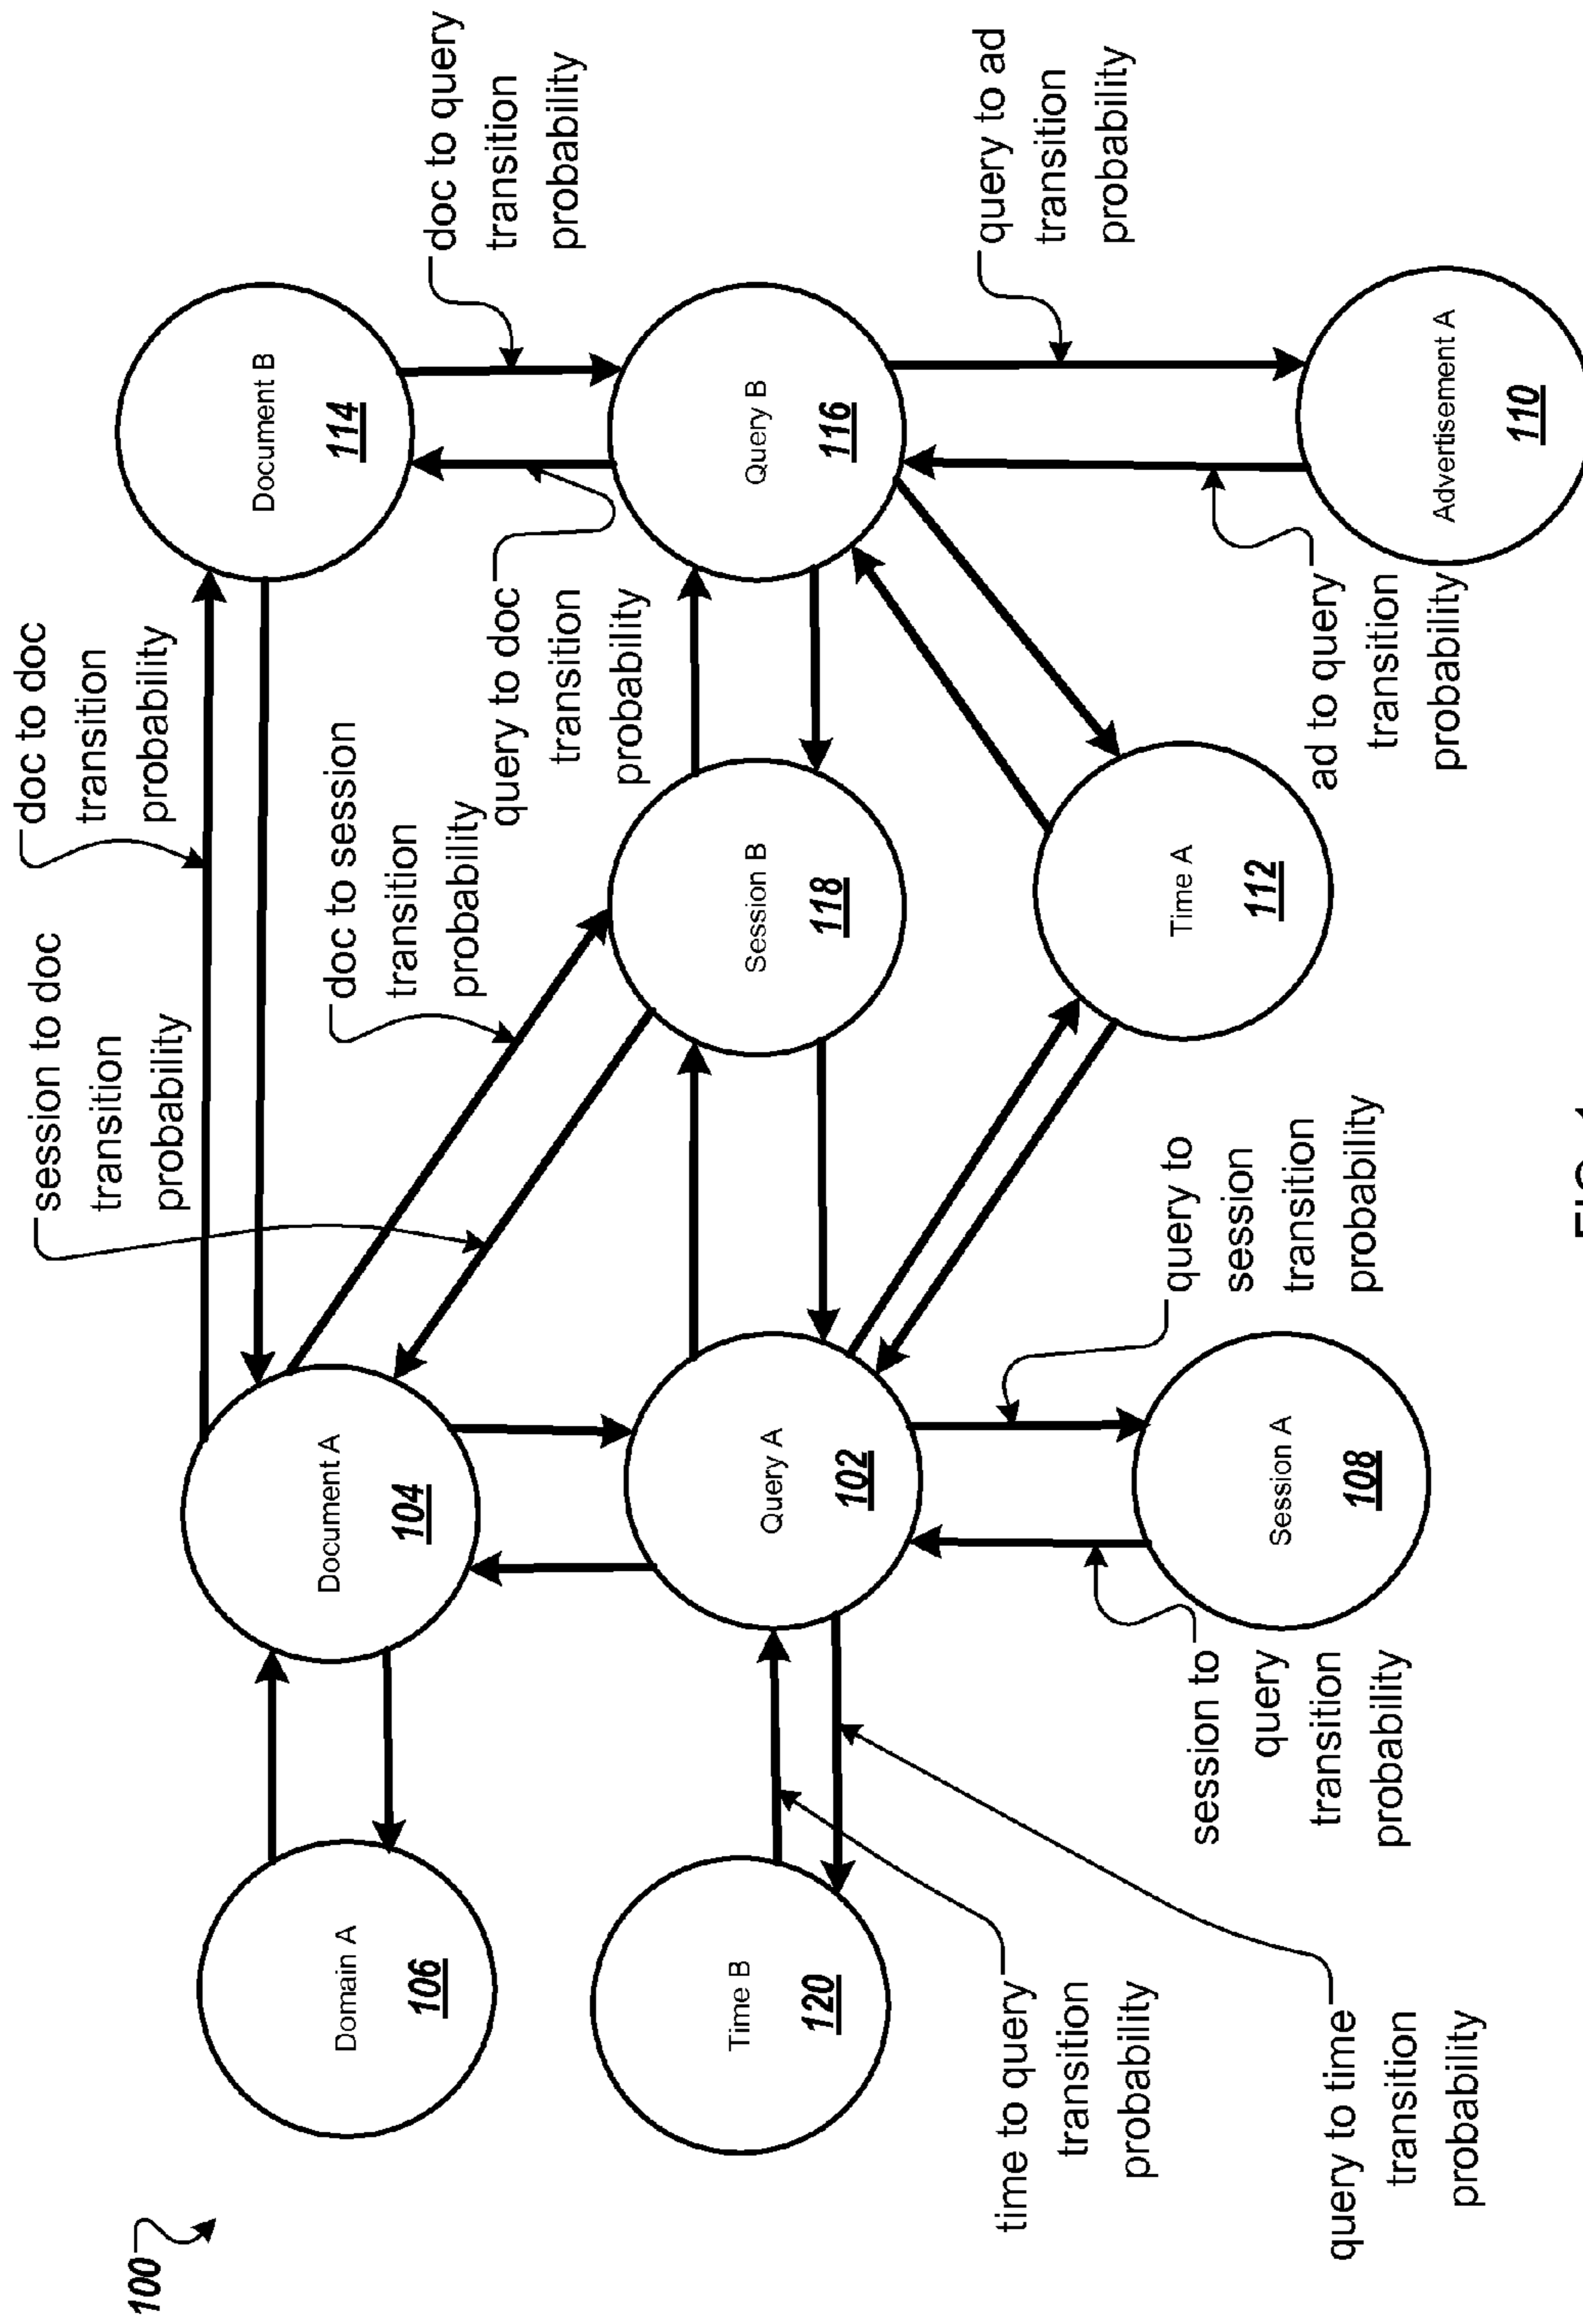 100
session to doc
transition
probability
doc to doc
transition
probability
doc to session
transition
probability
doc to query
transition
probability
query to doc
transition
probability
Domain A
106
Document A
104
Document B
114
Time B
120
Query A
102
Session B
118
Query B
116
query to ad
transition
probability
time to query
transition
probability
query to time
transition
probability
session to
query
transition
probability
Session A
108
query to
session
transition
probability
Time A
112
ad to query
transition
probability
Advertisement A
110
FIG. 1